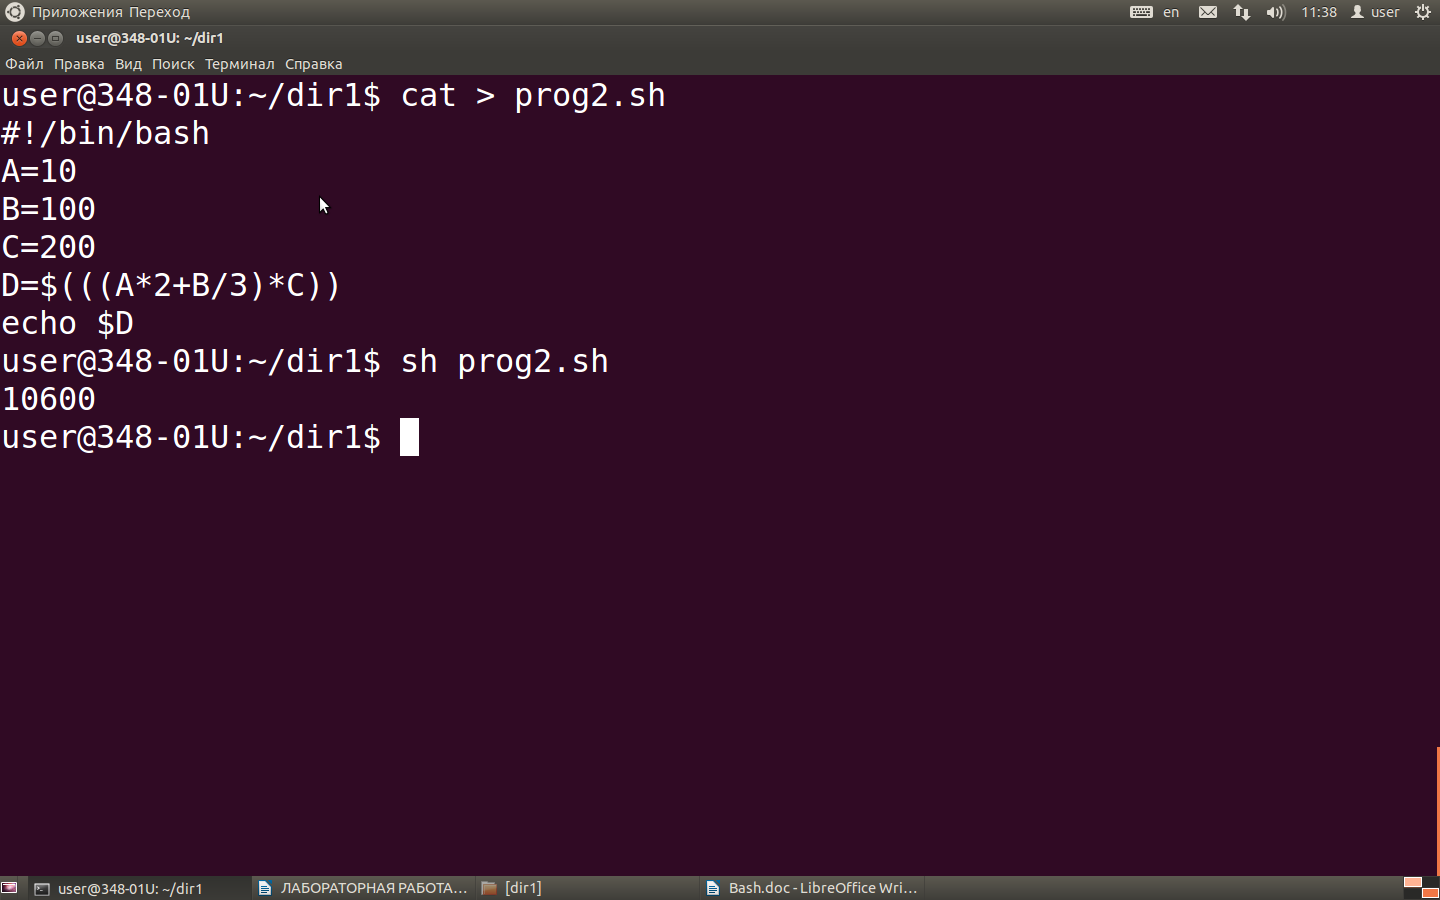 Приложения Переход
en
11:38
user
user@348-01U: ~/dir1
Файл Правка Вид Поиск Терминал Справка
user@348-01U:~/dir1$ cat > prog2.sh
#!/bin/bash
A=10
B=100
C=200
D=$(((A*2+B/3)*C))
echo $D
user@348-01U:~/dir1$ sh prog2.sh
10600
user@348-01U:~/dir1$
user@348-01U: ~/dir1
ЛАБОРАТОРНАЯ РАБОТА...
[dir1]
Bash.doc - LibreOffice Wri...